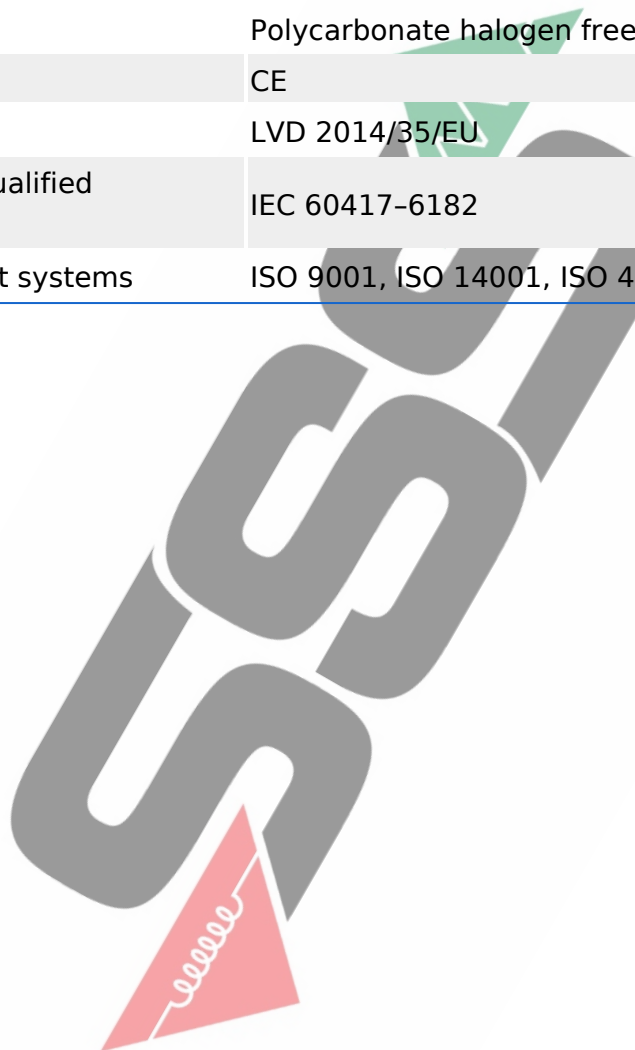 Polycarbonate halogen free
CE
LVD 2014/35/EU
ualified
IEC 60417–6182
t systems ISO 9001, ISO 14001, ISO 4